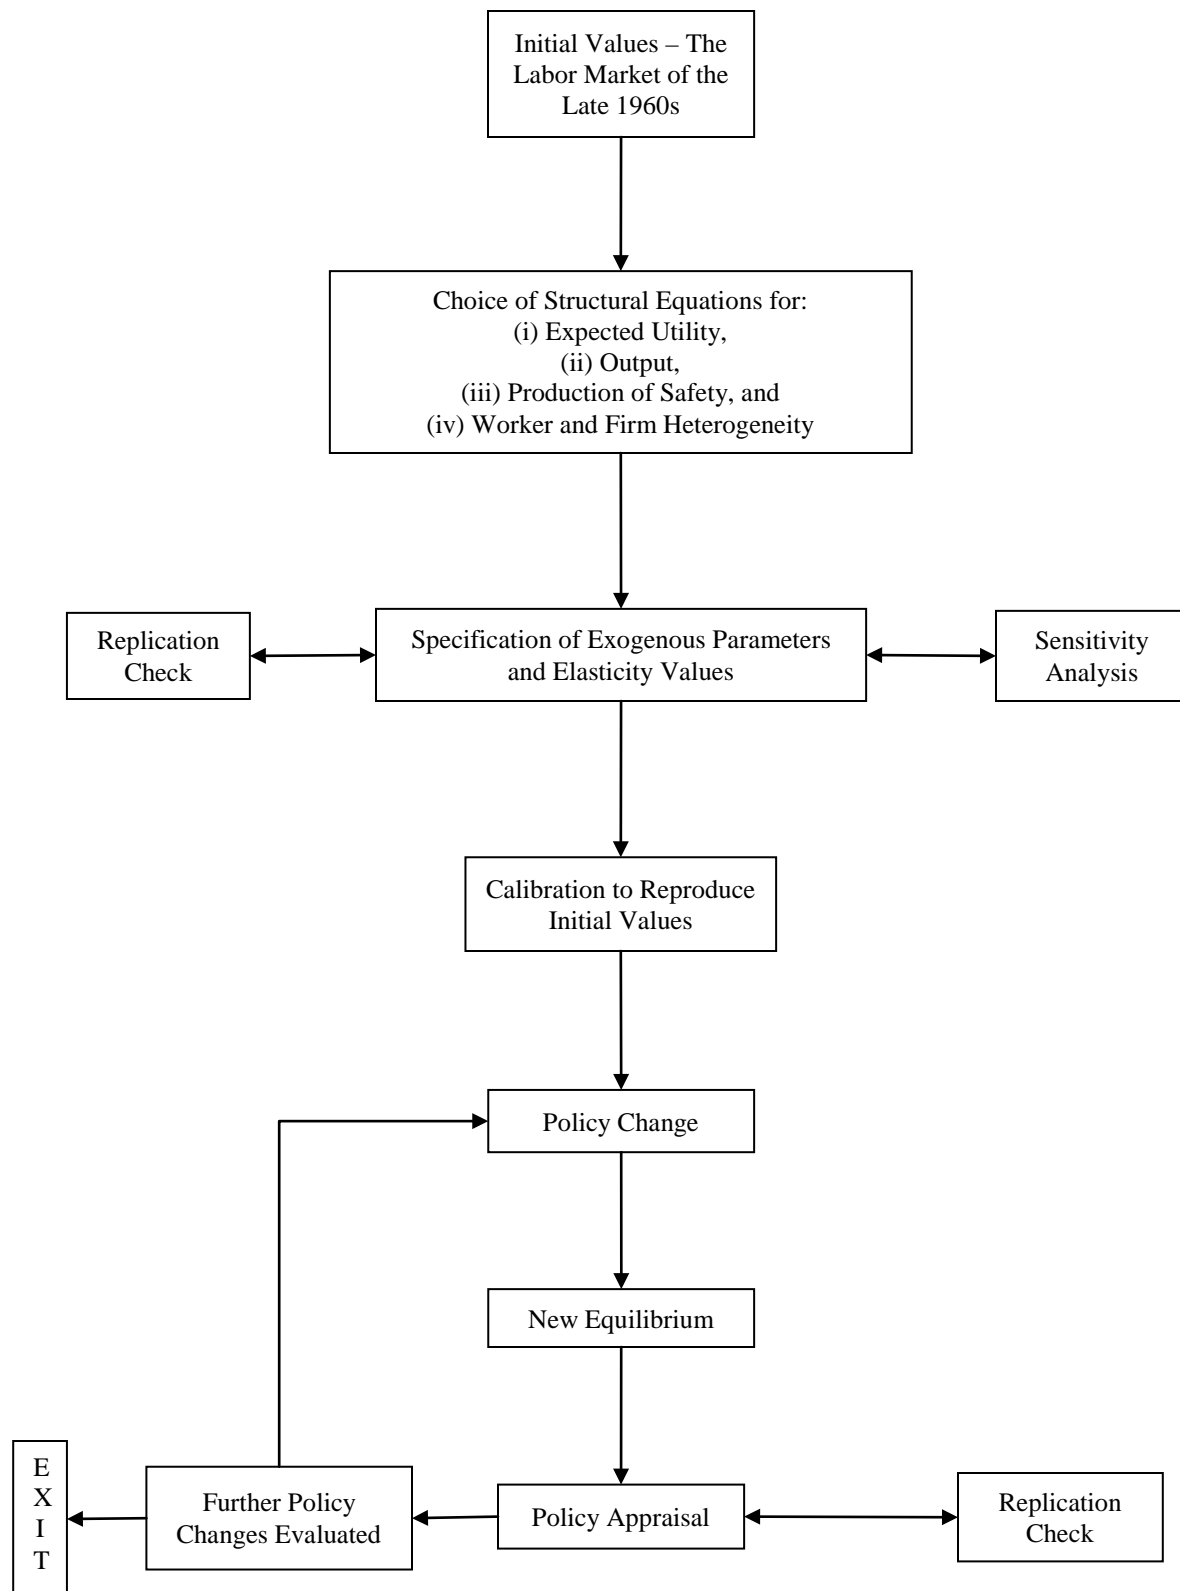 Initial Values – The
Labor Market of the
Late 1960s
Choice of Structural Equations for:
(i) Expected Utility,
(ii) Output,
(iii) Production of Safety, and
(iv) Worker and Firm Heterogeneity
Replication
Check
Specification of Exogenous Parameters
and Elasticity Values
Sensitivity
Analysis
Calibration to Reproduce
Initial Values
Policy Change
New Equilibrium
E
X
I
T
Further Policy
Changes Evaluated
Policy Appraisal
Replication
Check